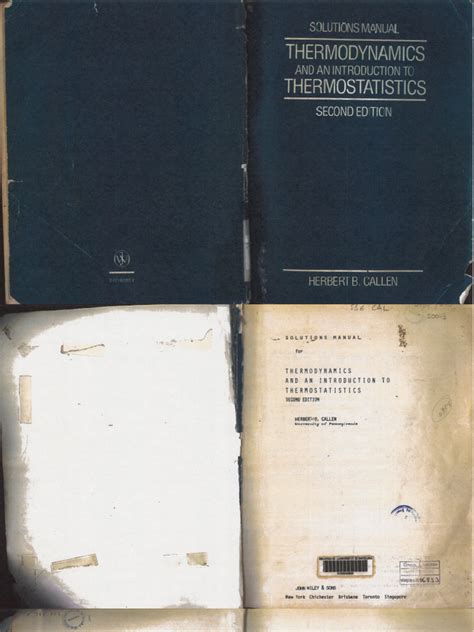 SOLUTIONS MANUAL
THERMODYNAMICS
AND AN INTRODUCTION TO
THERMOSTATISTICS
SECOND EDITION
HERBERT B. CALLEN
SOLUTIONS MANUAL
for
THERMODYNAMICS
AND AN INTRODUCTION TO
THERMOSTATISTICS
SECOND EDITION
HERBERT B. CALLEN
University of Pennsylvania
JOHN WILEY & SONS
New York Chichester Brisbane Toronto Singapore